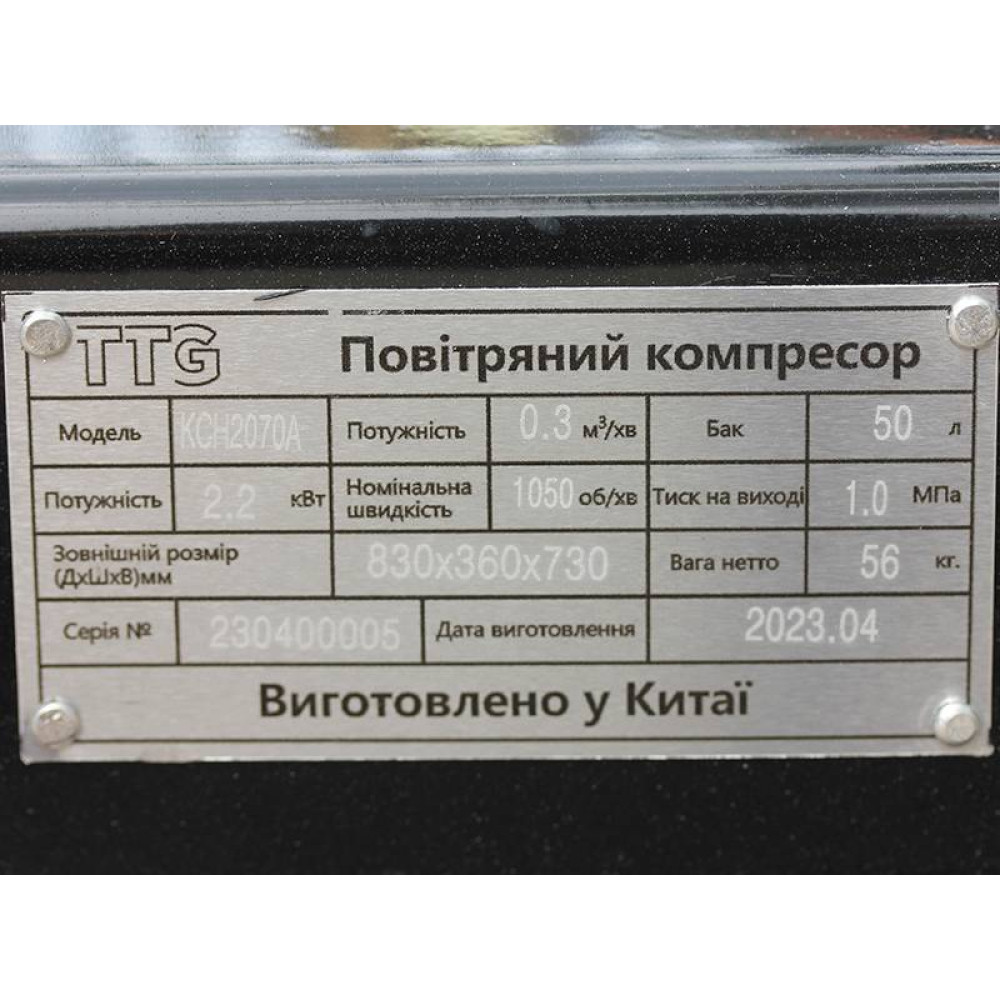 TTG Повітряний компресор
Модель KCH2070A Потужність 0.3 м³/хв Бак 50 л
Потужність 2.2 кВт Номінальна швидкість 1050 об/хв Тиск на виході 1.0 МПа
Зовнішній розмір (ДхШхВ)мм 830x360x730 Вага нетто 56 кг.
Серія № 230400005 Дата виготовлення 2023.04
Виготовлено у Китаї